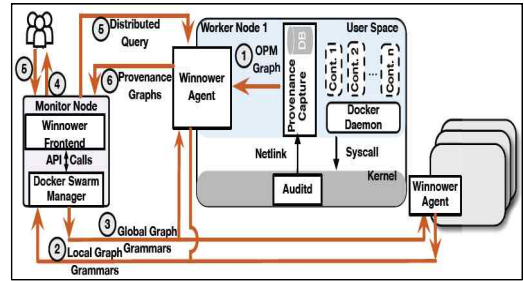 5 Distributed
Query
Worker Node 1
User Space
DB
1 OPM
Graph
Provenance
Capture
Cont. 1
Cont. 2
...
Cont. n
Winnower
Agent
5
4
6 Provenance
Graphs
Monitor Node
Winnower
Frontend
API Calls
Docker Swarm
Manager
Docker
Daemon
Netlink
Syscall
Kernel
Auditd
Winnower
Agent
3 Global Graph
Grammars
2 Local Graph
Grammars